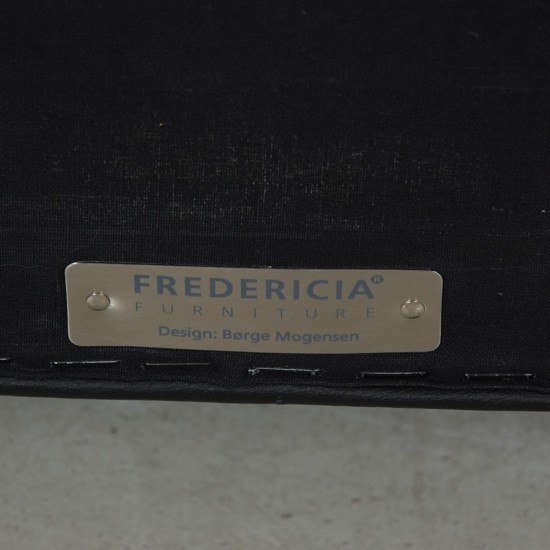 FREDERICIA®
FURNITURE
Design: Børge Mogensen